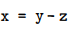 x = y-z